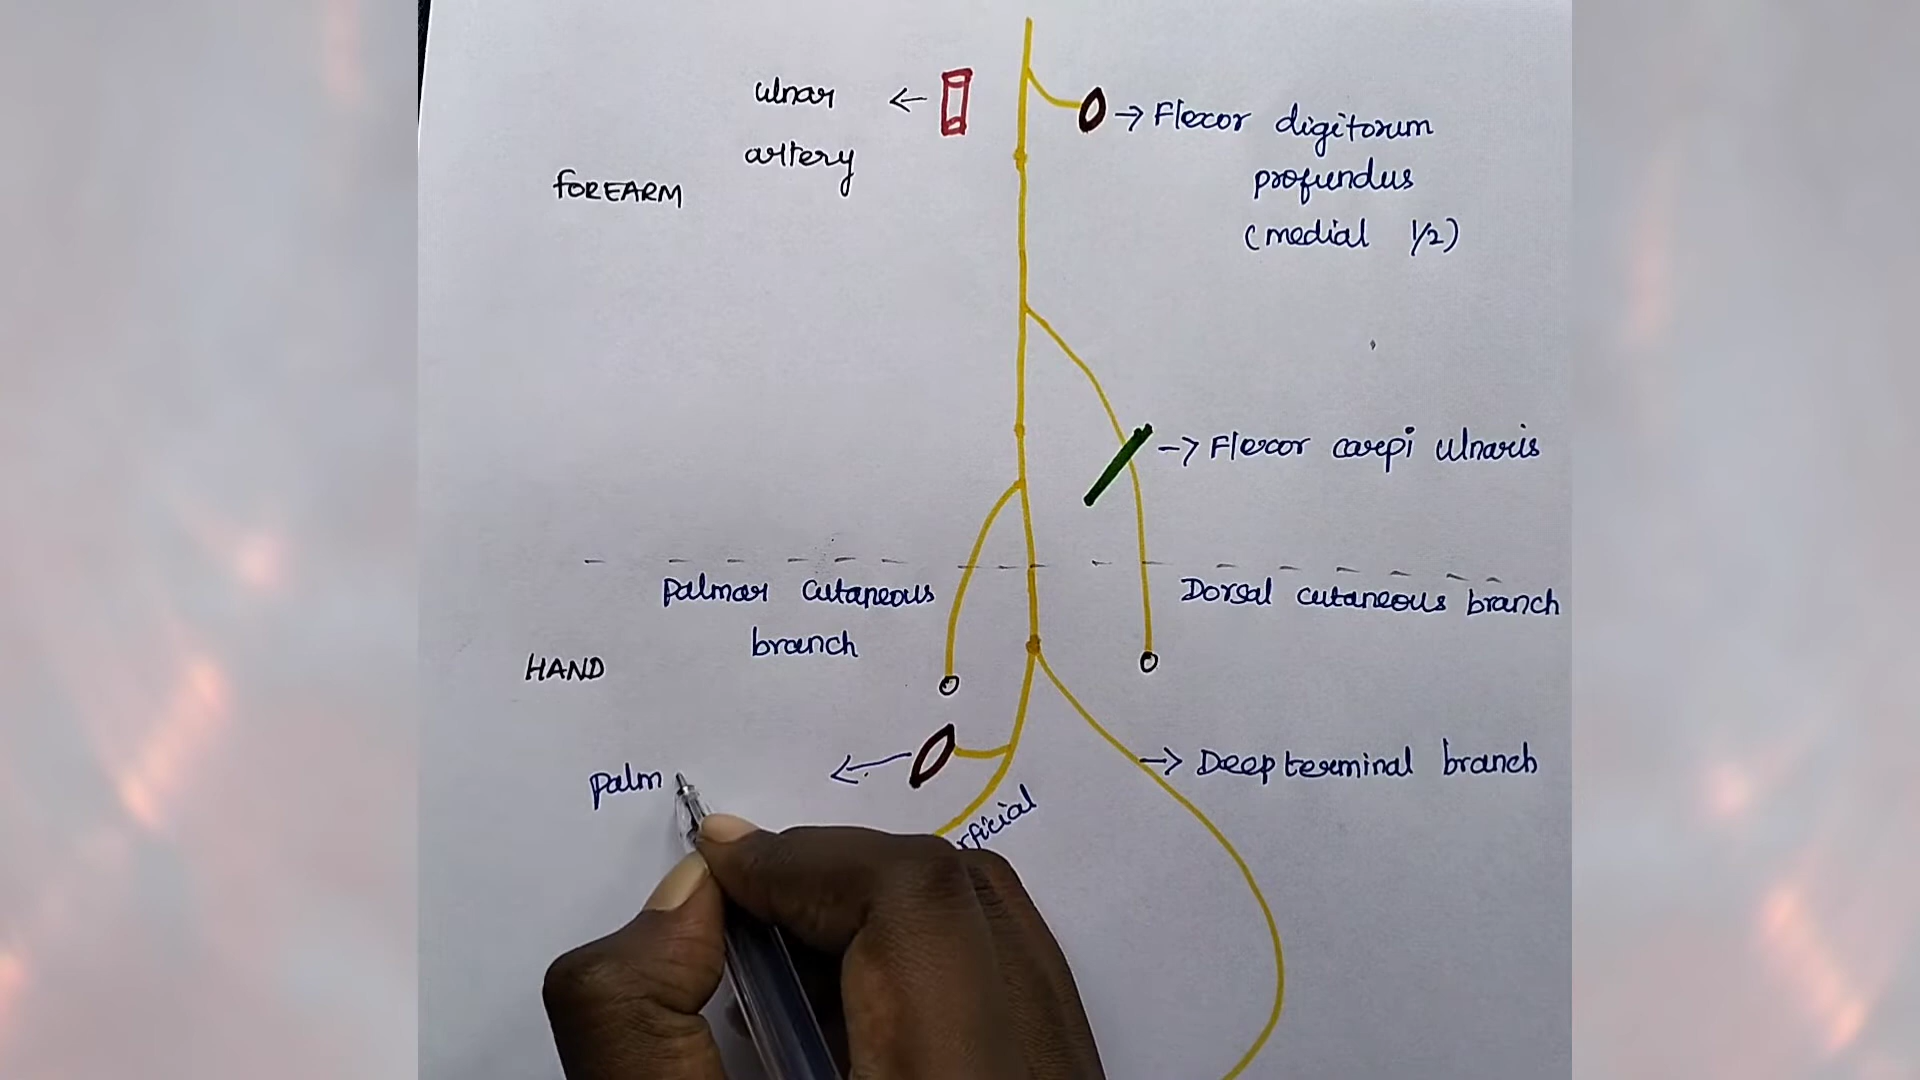 ulnar
artery
FOREARM
Flexor digitorum
profundus
(medial 1/2)
Flexor carpi ulnaris
Palmar cutaneous
branch
Dorsal cutaneous branch
HAND
palm
Deep terminal branch
rficial